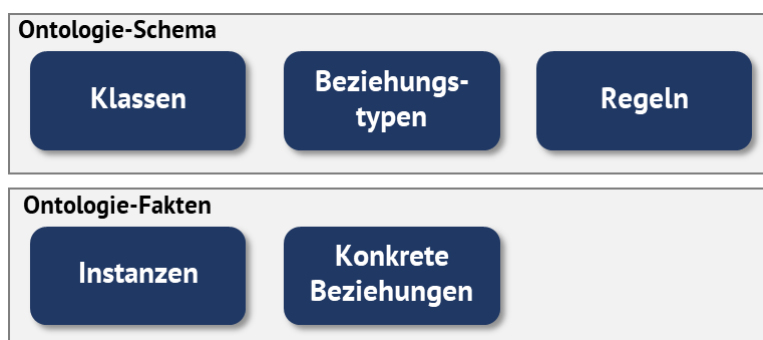 Ontologie-Schema
Klassen
Beziehungs-
typen
Regeln
Ontologie-Fakten
Instanzen
Konkrete
Beziehungen